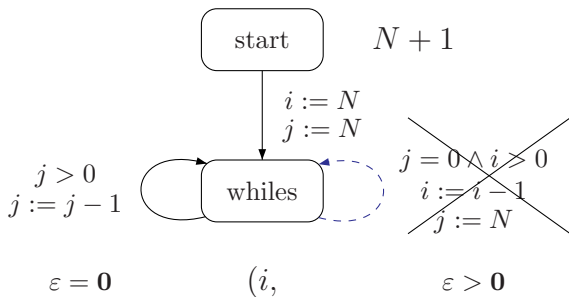 start
N + 1
i := N
j := N
j > 0
j := j − 1
whiles
j = 0 ∧ i > 0
i := i − 1
j := N
ε = 0
(i,
ε > 0